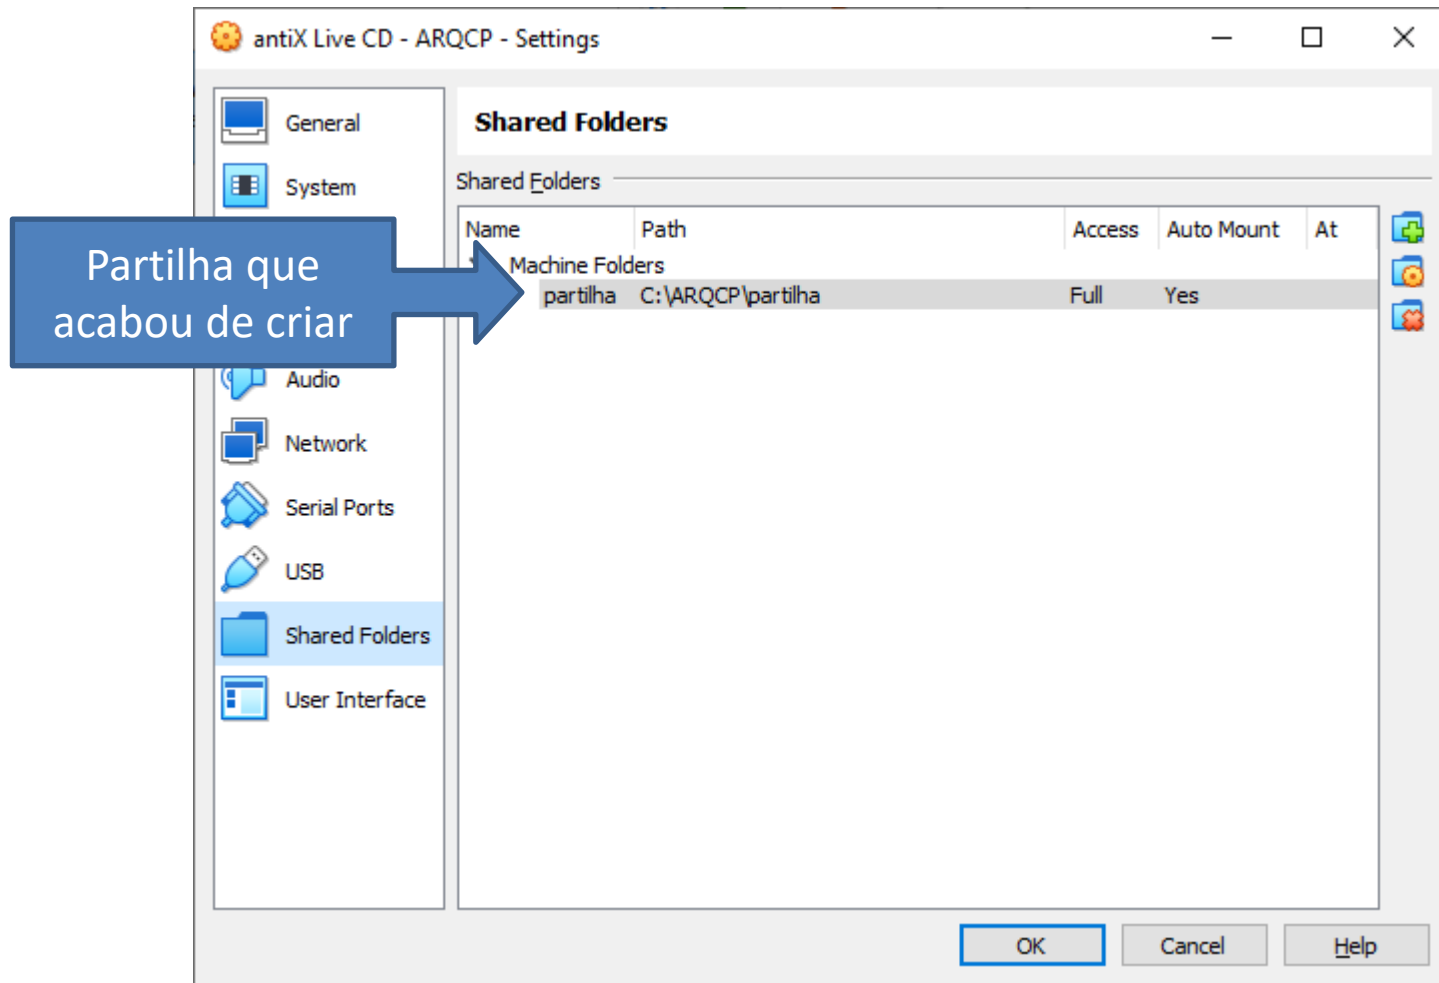 antiX Live CD - ARQCP - Settings
General
System
Audio
Network
Serial Ports
USB
Shared Folders
User Interface
Partilha que
acabou de criar
Shared Folders
Shared Folders
Name Path Access Auto Mount At
Machine Folders
partilha C:\ARQCP\partilha Full Yes
OK Cancel Help